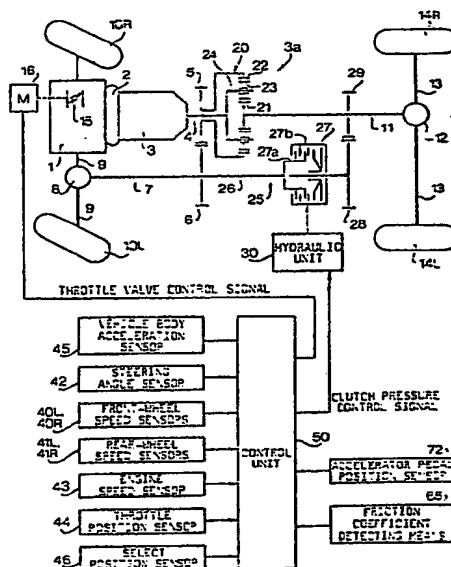 10R
14R
16
M
2
5
24
20
22
3a
23
21
29
15
4
27b
27
13
27a
11
12
1
3
9
8
7
26
25
13
9
6
28
10L
30
HYDRAULIC
UNIT
14L
THROTTLE VALVE CONTROL SIGNAL
45
VEHICLE BODY
ACCELERATION
SENSOR
42
STEERING
ANGLE SENSOR
CLUTCH PRESSURE
CONTROL SIGNAL
40L
40R
FRONT-WHEEL
SPEED SENSORS
50
41L
41R
REAR-WHEEL
SPEED SENSORS
CONTROL
UNIT
72,
ACCELERATOR PEDAL
POSITION SENSOR
43
ENGINE
SPEED SENSOR
65,
44
THROTTLE
POSITION SENSOR
FRICTION
COEFFICIENT
DETECTING MEANS
46
SELECT
POSITION SENSOR